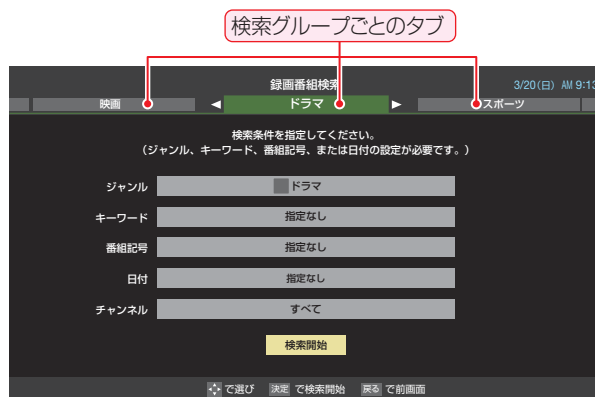 検索グループごとのタブ
録画番組検索
3/20(日) AM 9:13
映画 ◀ ドラマ ▶ スポーツ
検索条件を指定してください。
(ジャンル、キーワード、番組記号、または日付の設定が必要です。)
ジャンル ドラマ
キーワード 指定なし
番組記号 指定なし
日付 指定なし
チャンネル すべて
検索開始
で選び 決定 で検索開始 戻る で前画面